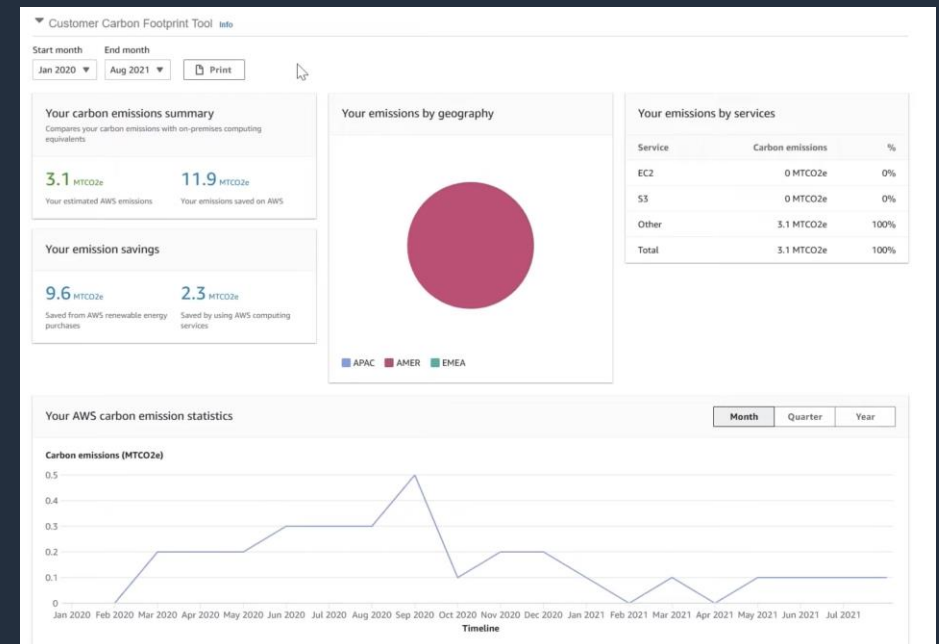 Customer Carbon Footprint Tool Info
Start month End month
Jan 2020 Aug 2021 Print
Your carbon emissions summary
Compares your carbon emissions with on-premises computing
equivalents
3.1 MTCO2e 11.9 MTCO2e
Your estimated AWS emissions Your emissions saved on AWS
Your emission savings
9.6 MTCO2e 2.3 MTCO2e
Saved from AWS renewable energy Saved by using AWS computing
purchases services
Your emissions by geography
APAC AMER EMEA
Your emissions by services
Service Carbon emissions %
EC2 0 MTCO2e 0%
S3 0 MTCO2e 0%
Other 3.1 MTCO2e 100%
Total 3.1 MTCO2e 100%
Your AWS carbon emission statistics Month Quarter Year
Carbon emissions (MTCO2e)
0.5
0.4
0.3
0.2
0.1
0
Jan 2020 Feb 2020 Mar 2020 Apr 2020 May 2020 Jun 2020 Jul 2020 Aug 2020 Sep 2020 Oct 2020 Nov 2020 Dec 2020 Jan 2021 Feb 2021 Mar 2021 Apr 2021 May 2021 Jun 2021 Jul 2021
Timeline